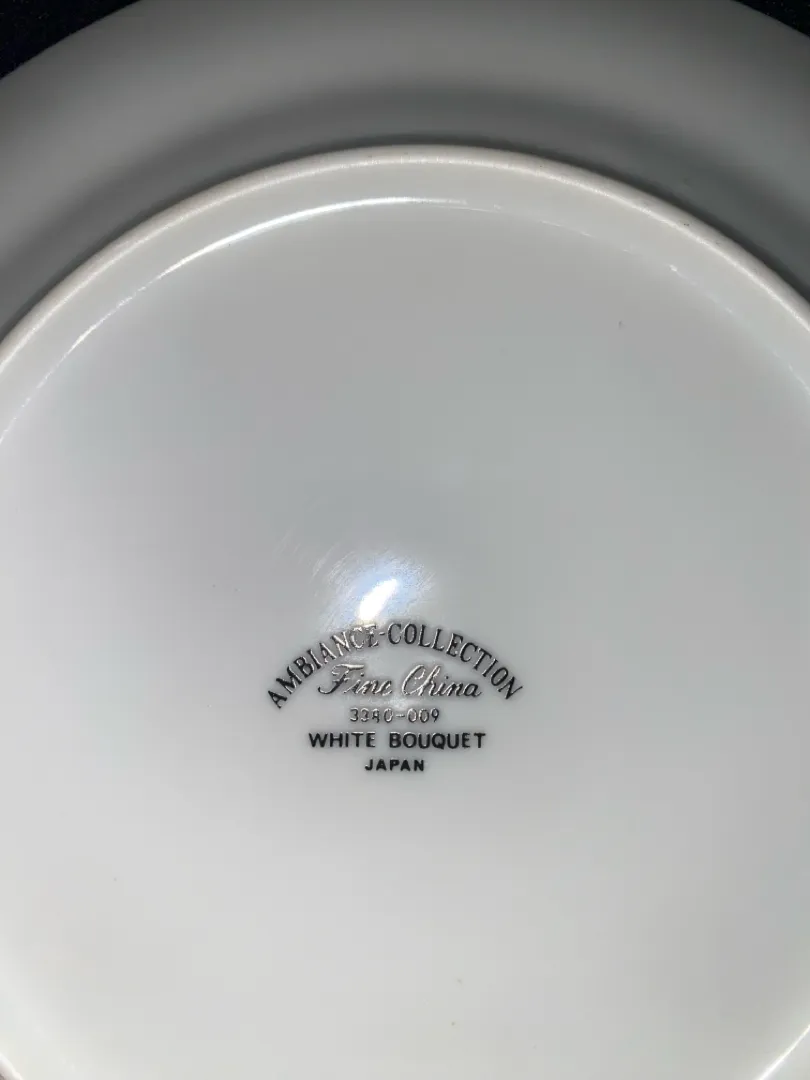 AMBIANCE-COLLECTION
Fine China
3380-009
WHITE BOUQUET
JAPAN